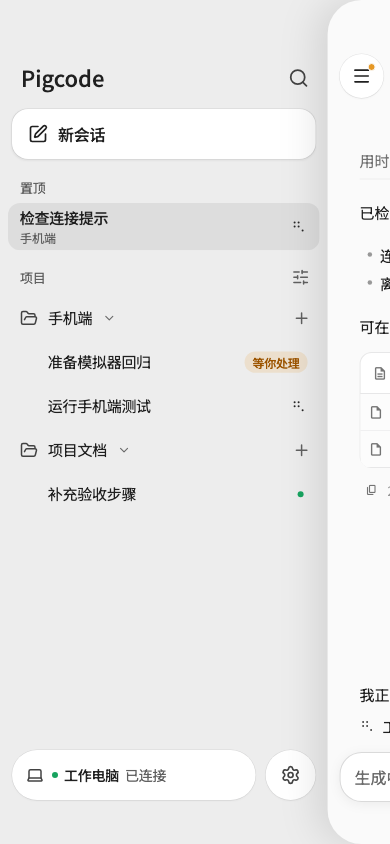 Pigcode
新会话
置顶
检查连接提示
手机端
项目
手机端
准备模拟器回归
等你处理
运行手机端测试
项目文档
补充验收步骤
工作电脑 已连接
用时
已检
连
离
可在
我正
工
生成